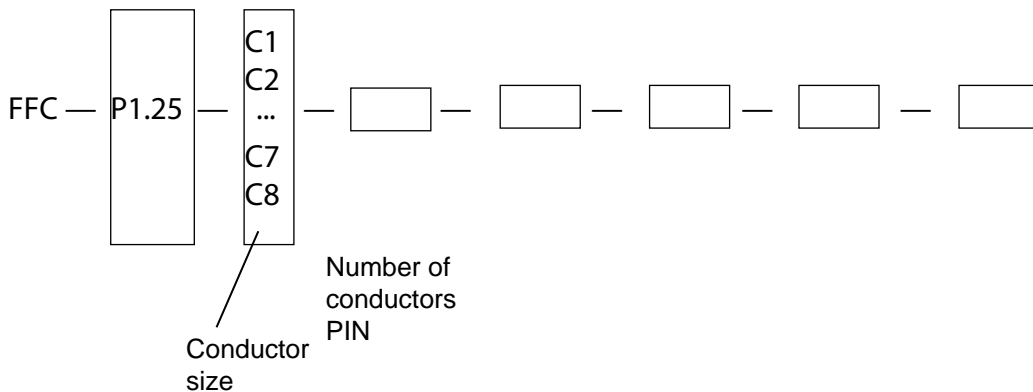 FFC — P1.25 —
C1
C2
...
C7
C8
Number of
conductors
PIN
Conductor
size